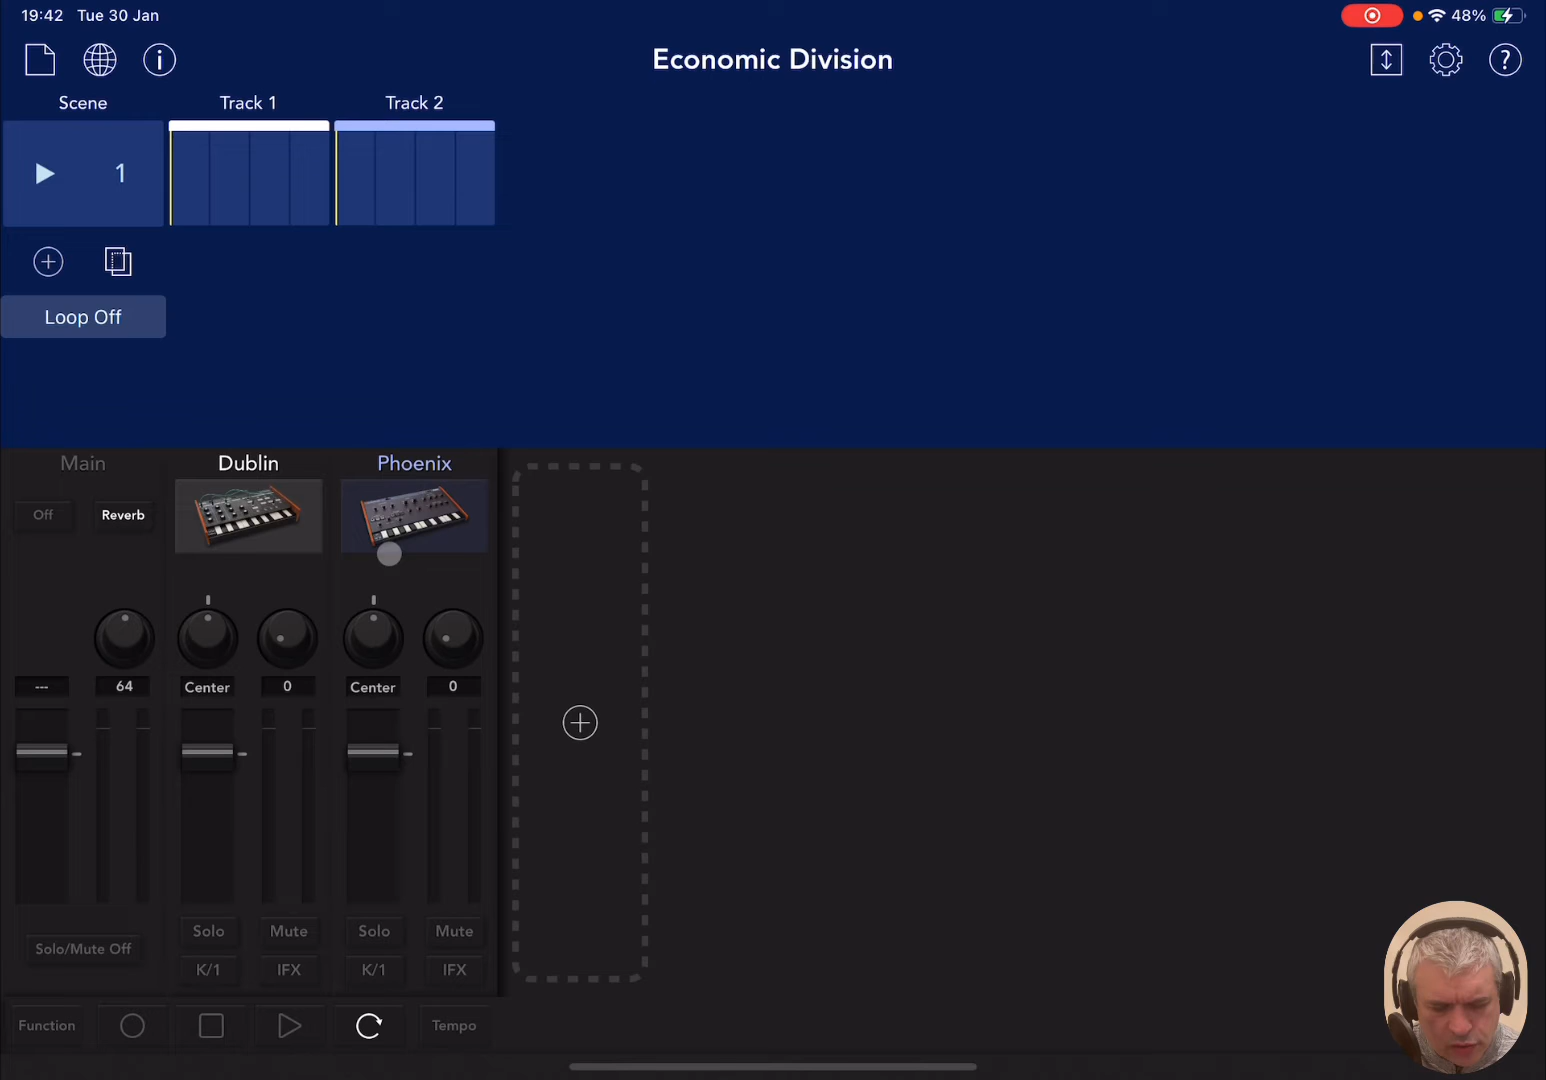 19:42 Tue 30 Jan
48%
Economic Division
Scene Track 1 Track 2
1
Loop Off
Main Dublin Phoenix
Off Reverb
--- 64 Center 0 Center 0
Solo Mute Solo Mute
Solo/Mute Off
K/1 IFX K/1 IFX
Function Tempo